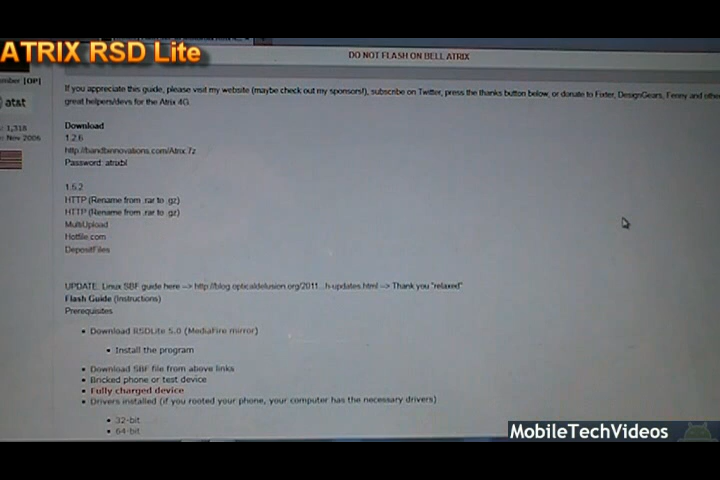 ATRIX RSD Lite
DO NOT FLASH ON BELL ATRIX
[OP]
If you appreciate this guide, please visit my website (maybe check out my sponsors!), subscribe on Twitter, press the thanks button below, or donate to Fixter, DesignGears, Fenny and othe
great helpers/devs for the Atrix 4G.
at&t
Download
: 1,318
1.2.6
: Nov 2006
http://bandbinnovations.com/Atrix.7z
Password: atrubl
1.5.2
HTTP (Rename from .rar to .gz)
HTTP (Rename from .rar to .gz)
MultiUpload
Hotfile.com
DepositFiles
UPDATE: Linux SBF guide here --> http://blog.opticaldelusion.org/2011...h-updates.html --> Thank you "relaxed"
Flash Guide (Instructions)
Prerequisites
Download RSDLite 5.0 (MediaFire mirror)
Install the program
Download SBF file from above links
Bricked phone or test device
Fully charged device
Drivers installed (if you rooted your phone, your computer has the necessary drivers)
32-bit
64-bit
MobileTechVideos